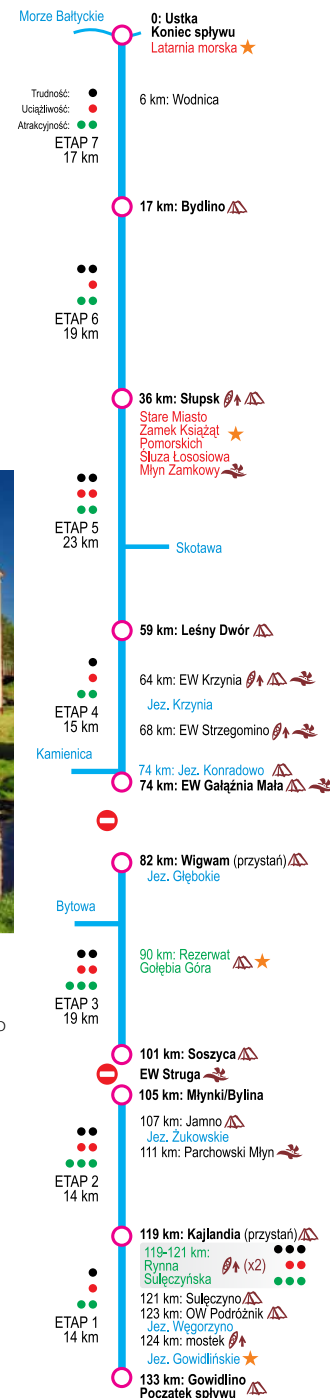 Morze Bałtyckie
0: Ustka
Koniec spływu
Latarnia morska
Trudność:
Uciążliwość:
Atrakcyjność:
ETAP 7
17 km
6 km: Wodnica
17 km: Bydlino
ETAP 6
19 km
36 km: Słupsk
Stare Miasto
Zamek Książąt
Pomorskich
Śluza Łososiowa
Młyn Zamkowy
ETAP 5
23 km
Skotawa
59 km: Leśny Dwór
ETAP 4
15 km
64 km: EW Krzynia
Jez. Krzynia
68 km: EW Strzegomino
Kamienica
74 km: Jez. Konradowo
74 km: EW Gałąźnia Mała
82 km: Wigwam (przystań)
Jez. Głębokie
Bytowa
90 km: Rezerwat
Gołębia Góra
ETAP 3
19 km
101 km: Soszyca
EW Struga
105 km: Młynki/Bylina
107 km: Jamno
Jez. Żukowskie
111 km: Parchowski Młyn
ETAP 2
14 km
119 km: Kajlandia (przystań)
119-121 km:
Rynna
Sulęczyńska
(x2)
121 km: Sulęczyno
123 km: OW Podróżnik
Jez. Węgorzyno
124 km: mostek
ETAP 1
14 km
Jez. Gowidlińskie
133 km: Gowidlino
Początek spływu